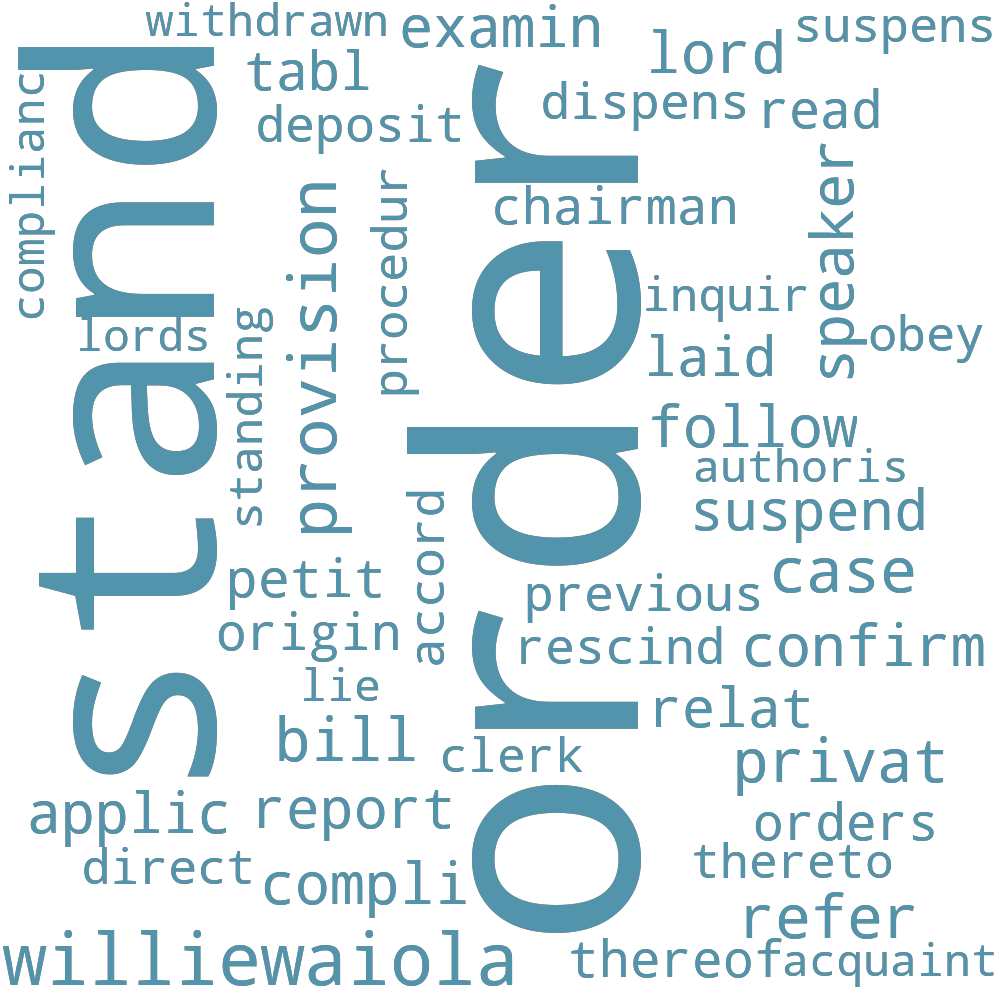 withdrawn
examin
suspens
lord
tabl
dispens
read
deposit
complianc
stand
order
chairman
speaker
procedur
provision
inquir
obey
lords
standing
laid
follow
authoris
suspend
accord
case
petit
previous
origin
rescind
confirm
lie
relat
bill
clerk
privat
applic
report
orders
direct
thereto
compli
refer
williewaiola
thereof
acquaint